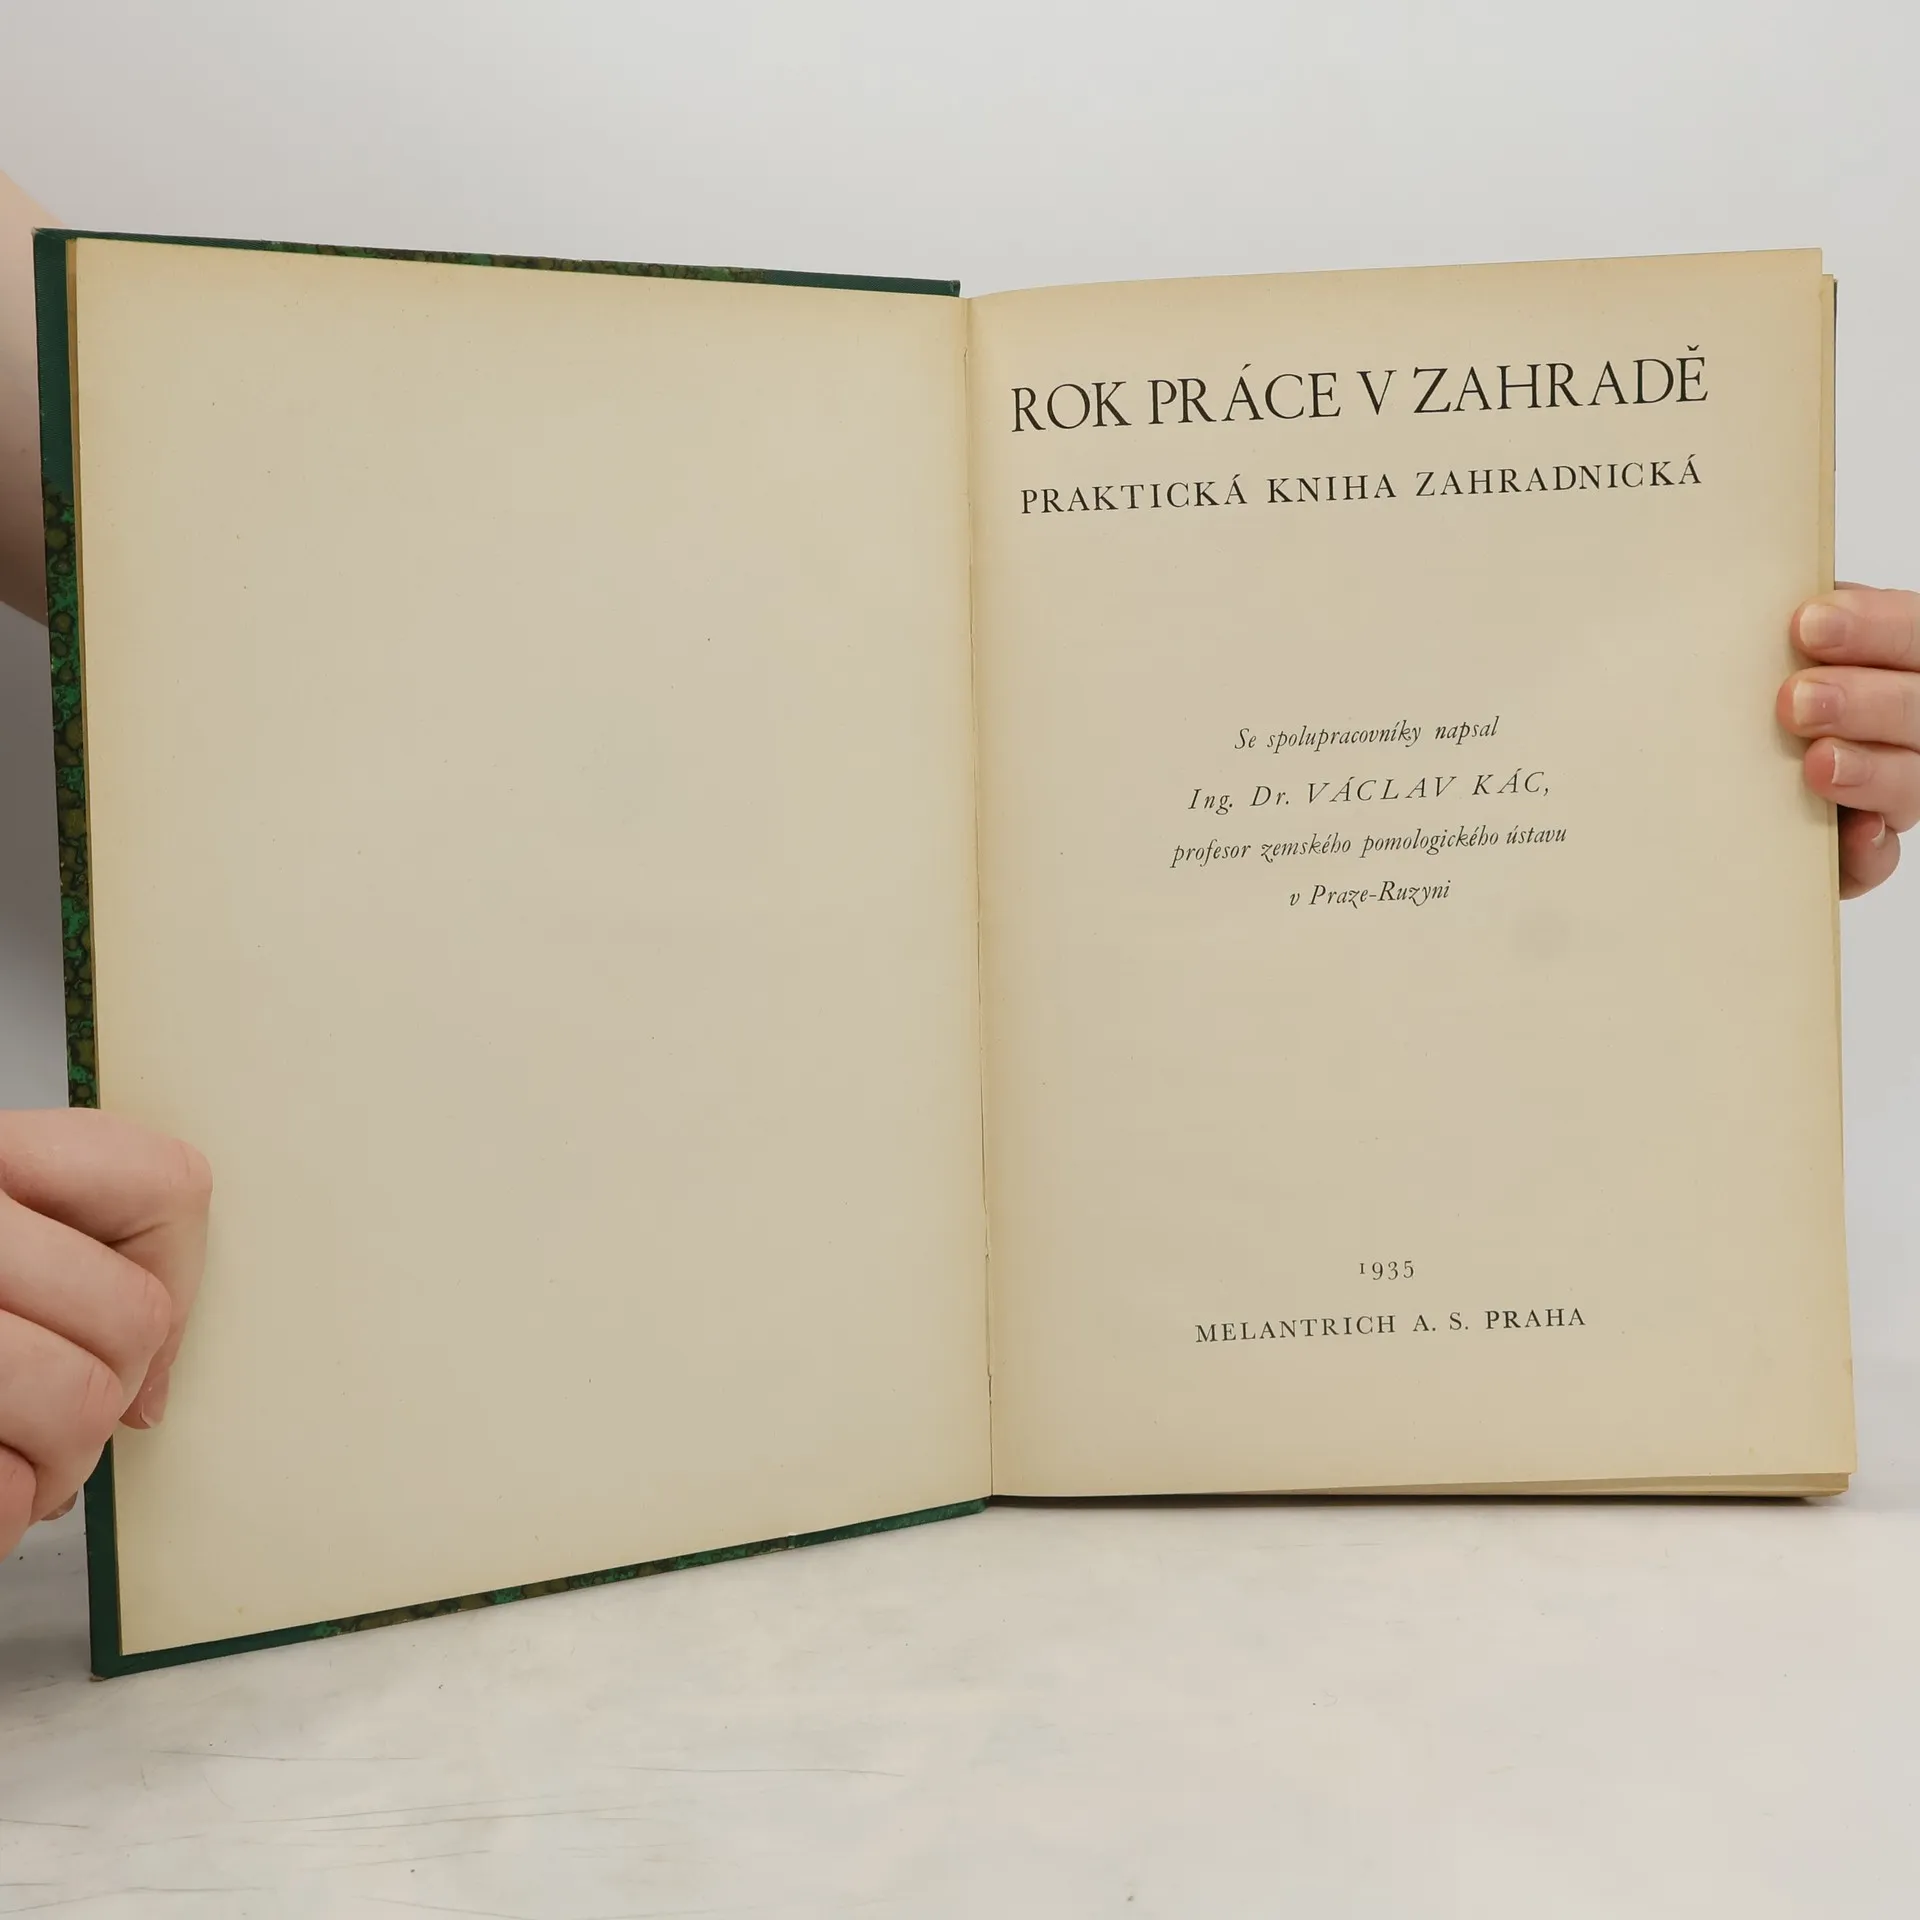 ROK PRÁCE V ZAHRADĚ
PRAKTICKÁ KNIHA ZAHRADNICKÁ
Se spolupracovníky napsal
Ing. Dr. VÁCLAV KÁC,
profesor zemského pomologického ústavu
v Praze-Ruzyni
1935
MELANTRICH A. S. PRAHA